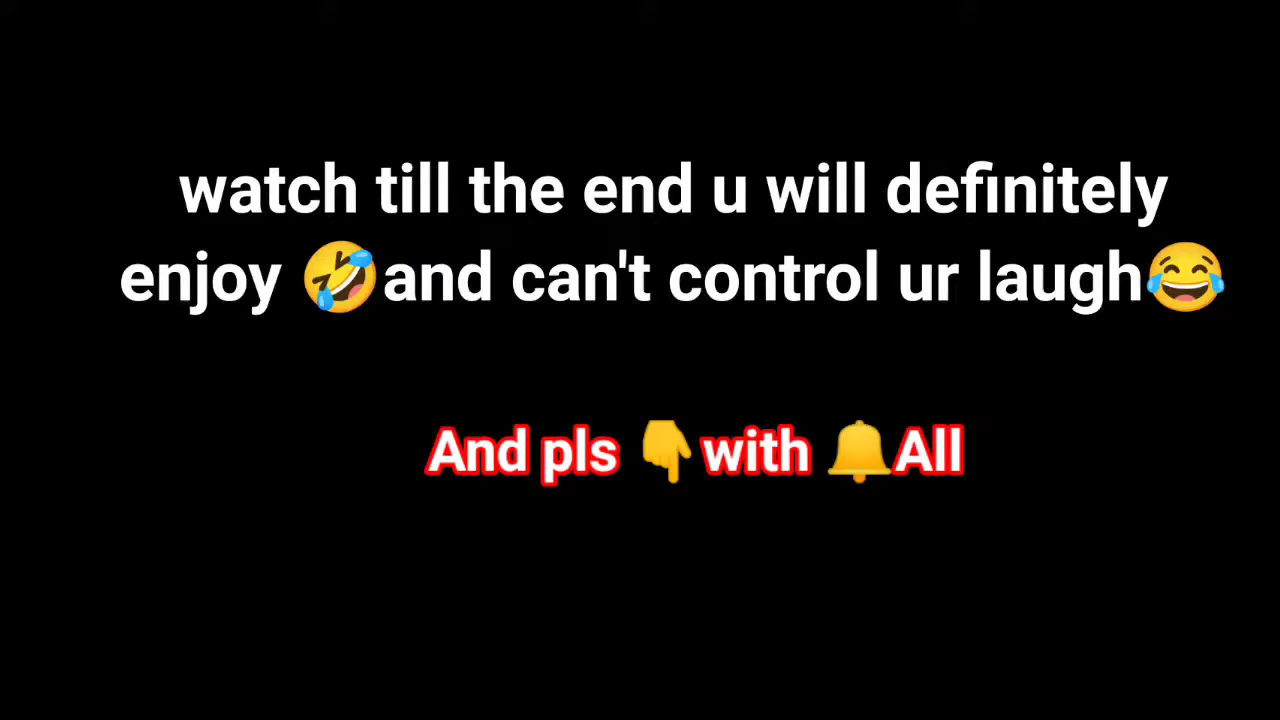 watch till the end u will definitely
enjoy 🤣and can't control ur laugh😂
And pls 👇with 🔔All